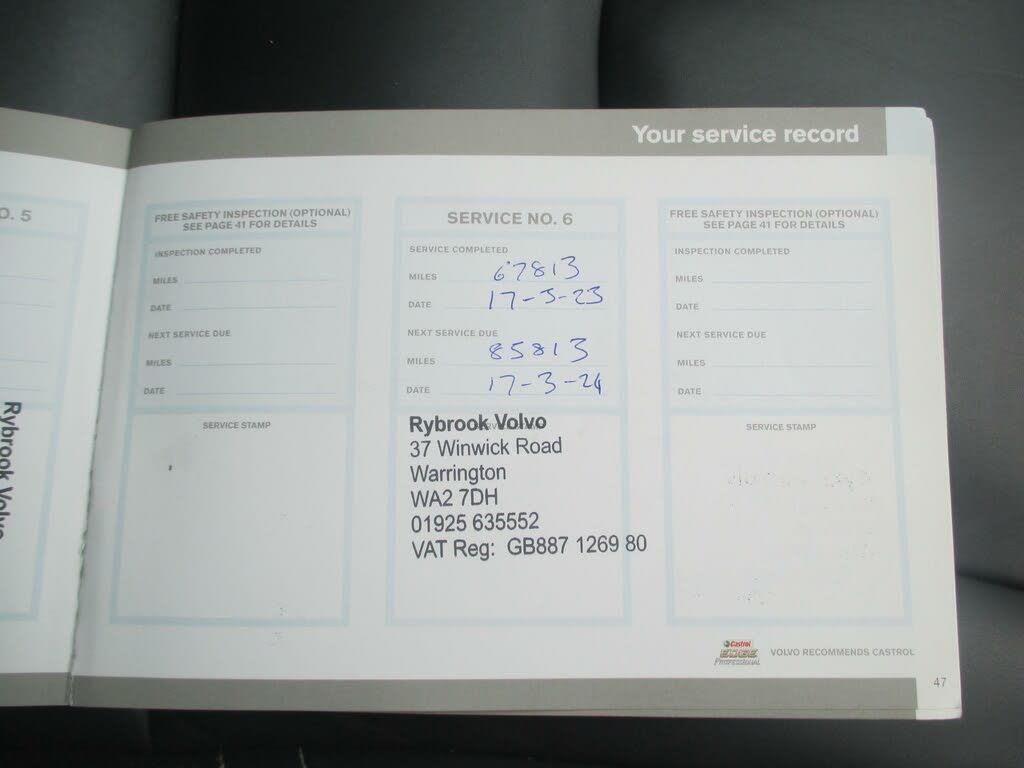 Your service record
O. 5
Rybrook Volvo
FREE SAFETY INSPECTION (OPTIONAL)
SEE PAGE 41 FOR DETAILS
INSPECTION COMPLETED
MILES
DATE
NEXT SERVICE DUE
MILES
DATE
SERVICE STAMP
SERVICE NO. 6
SERVICE COMPLETED
MILES 67813
DATE 17-3-23
NEXT SERVICE DUE
MILES 85813
DATE 17-3-24
Rybrook Volvo
37 Winwick Road
Warrington
WA2 7DH
01925 635552
VAT Reg: GB887 1269 80
FREE SAFETY INSPECTION (OPTIONAL)
SEE PAGE 41 FOR DETAILS
INSPECTION COMPLETED
MILES
DATE
NEXT SERVICE DUE
MILES
DATE
SERVICE STAMP
Castrol
EDGE
PROFESSIONAL
VOLVO RECOMMENDS CASTROL
47